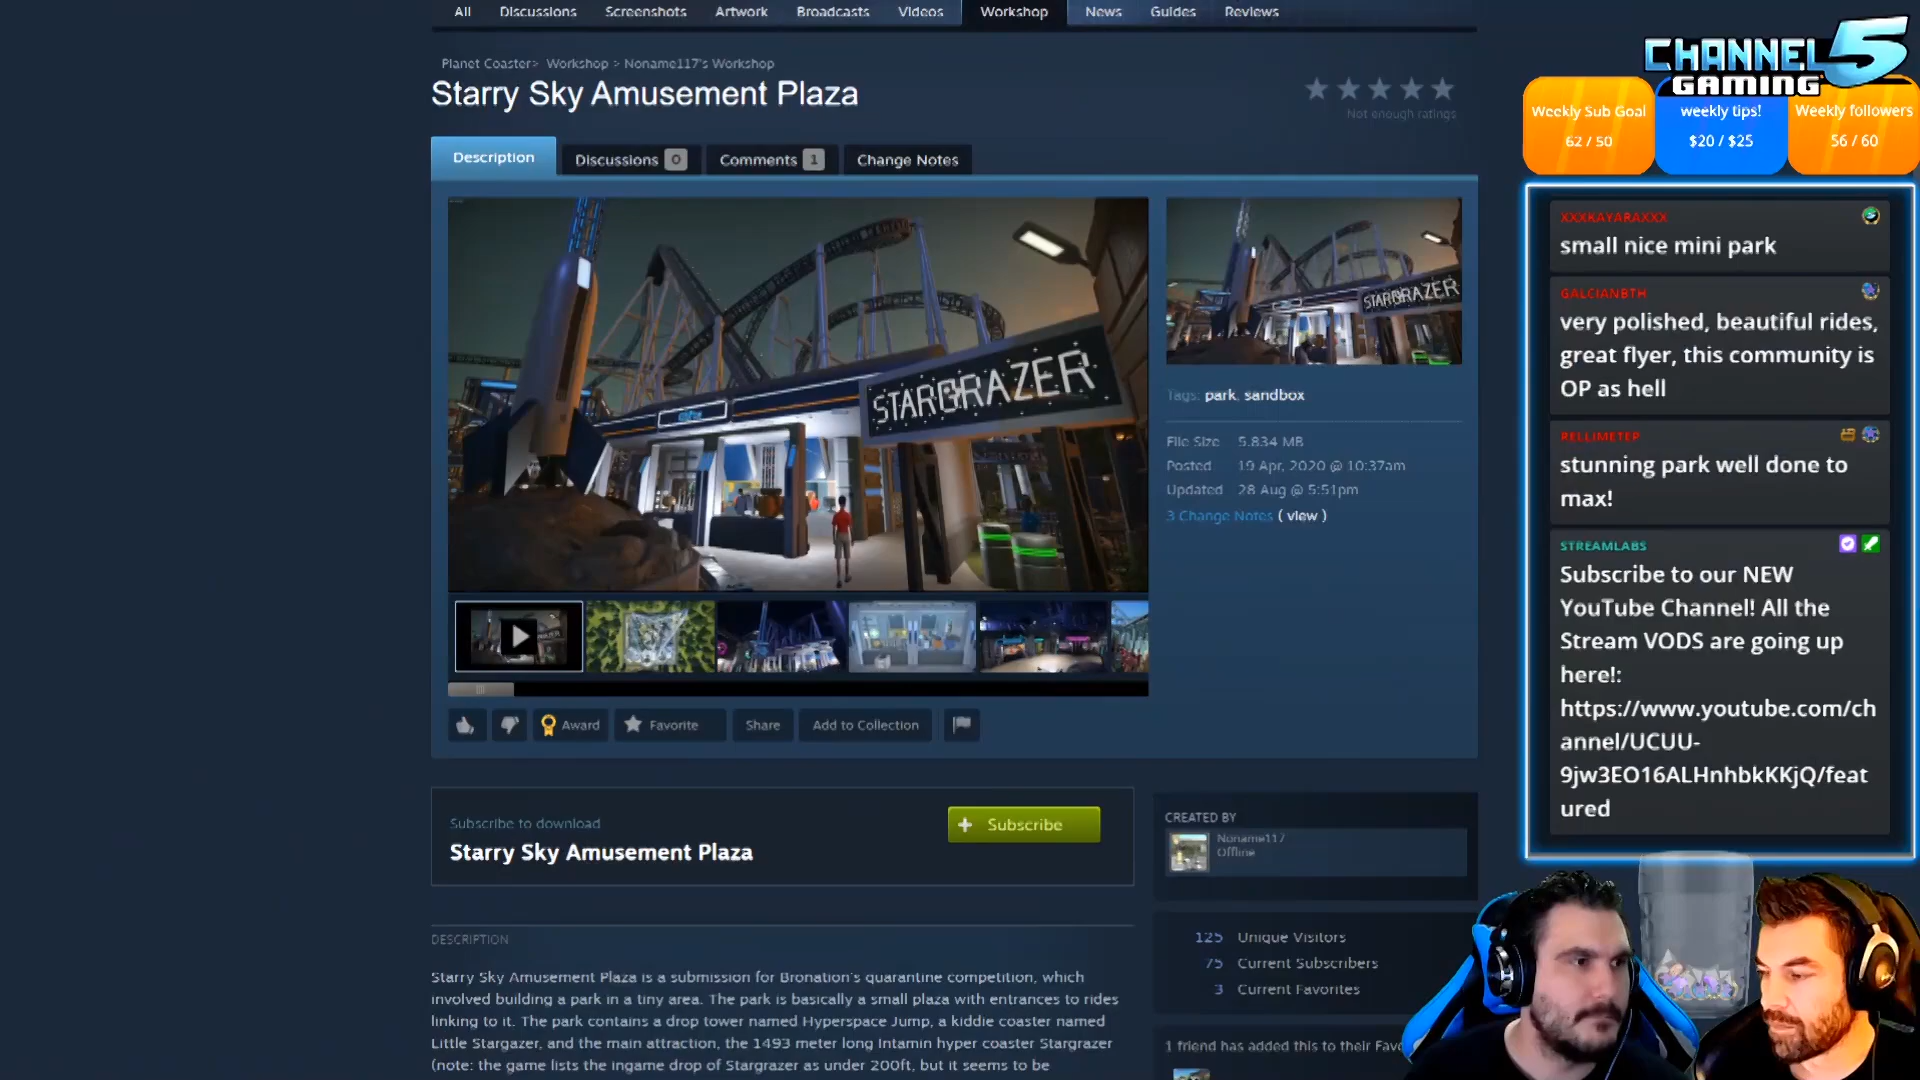 All Discussions Screenshots Artwork Broadcasts Videos Workshop News Guides Reviews
Planet Coaster> Workshop > Noname117's Workshop
Starry Sky Amusement Plaza
Not enough ratings
Description Discussions 0 Comments 1 Change Notes
STARGRAZER
STARGRAZER
Tags: park, sandbox
File Size 5.834 MB
Posted 19 Apr, 2020 @ 10:37am
Updated 28 Aug @ 5:51pm
3 Change Notes ( view )
Award Favorite Share Add to Collection
Subscribe to download
Starry Sky Amusement Plaza
+ Subscribe
CREATED BY
Noname117
Offline
125 Unique Visitors
75 Current Subscribers
3 Current Favorites
1 friend has added this to their Favo
DESCRIPTION
Starry Sky Amusement Plaza is a submission for Bronation's quarantine competition, which
involved building a park in a tiny area. The park is basically a small plaza with entrances to rides
linking to it. The park contains a drop tower named Hyperspace Jump, a kiddie coaster named
Little Stargazer, and the main attraction, the 1493 meter long Intamin hyper coaster Stargrazer
(note: the game lists the ingame drop of Stargrazer as under 200ft, but it seems to be
CHANNEL 5
GAMING
Weekly Sub Goal
62 / 50
weekly tips!
$20 / $25
Weekly followers
56 / 60
XXXKAYARAXXX
small nice mini park
GALCIANBTH
very polished, beautiful rides,
great flyer, this community is
OP as hell
RELLIMETEP
stunning park well done to
max!
STREAMLABS
Subscribe to our NEW
YouTube Channel! All the
Stream VODS are going up
here!:
https://www.youtube.com/ch
annel/UCUU-
9jw3EO16ALHnhbkKKjQ/feat
ured